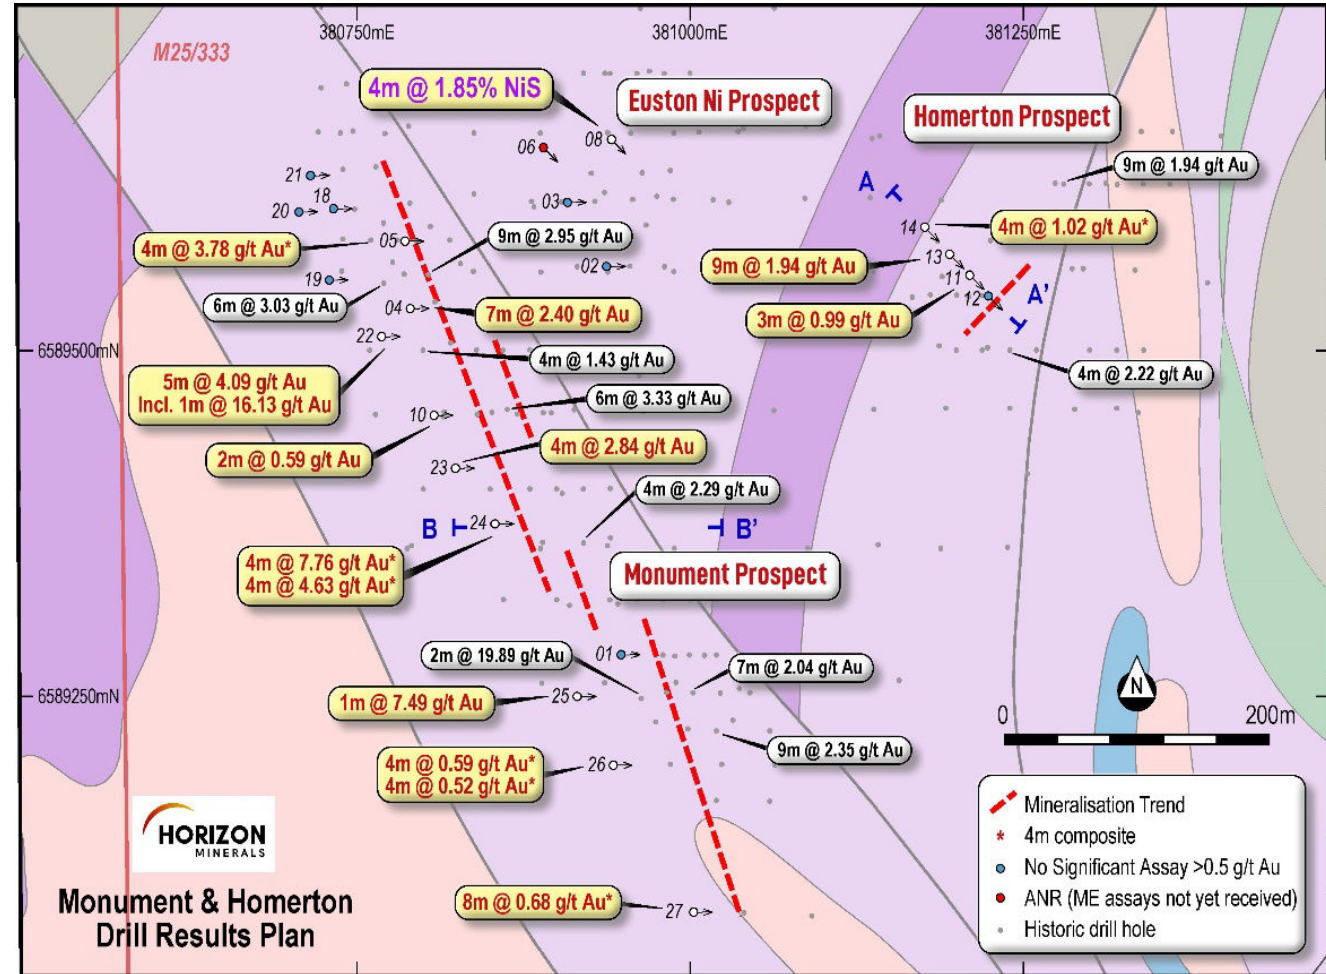 380750mE
381000mE
381250mE
M25/333
4m @ 1.85% NiS
Euston Ni Prospect
Homerton Prospect
08
06
9m @ 1.94 g/t Au
21
18
20
03
A
14
4m @ 1.02 g/t Au*
4m @ 3.78 g/t Au*
05
9m @ 2.95 g/t Au
13
9m @ 1.94 g/t Au
02
11
19
12
A'
6m @ 3.03 g/t Au
04
7m @ 2.40 g/t Au
3m @ 0.99 g/t Au
22
6589500mN
4m @ 1.43 g/t Au
4m @ 2.22 g/t Au
5m @ 4.09 g/t Au
Incl. 1m @ 16.13 g/t Au
6m @ 3.33 g/t Au
10
2m @ 0.59 g/t Au
4m @ 2.84 g/t Au
23
4m @ 2.29 g/t Au
B
24
B'
4m @ 7.76 g/t Au*
4m @ 4.63 g/t Au*
Monument Prospect
2m @ 19.89 g/t Au
01
7m @ 2.04 g/t Au
6589250mN
1m @ 7.49 g/t Au
25
N
0
200m
9m @ 2.35 g/t Au
4m @ 0.59 g/t Au*
4m @ 0.52 g/t Au*
26
Mineralisation Trend
* 4m composite
No Significant Assay >0.5 g/t Au
ANR (ME assays not yet received)
Historic drill hole
HORIZON
MINERALS
Monument & Homerton
Drill Results Plan
8m @ 0.68 g/t Au*
27